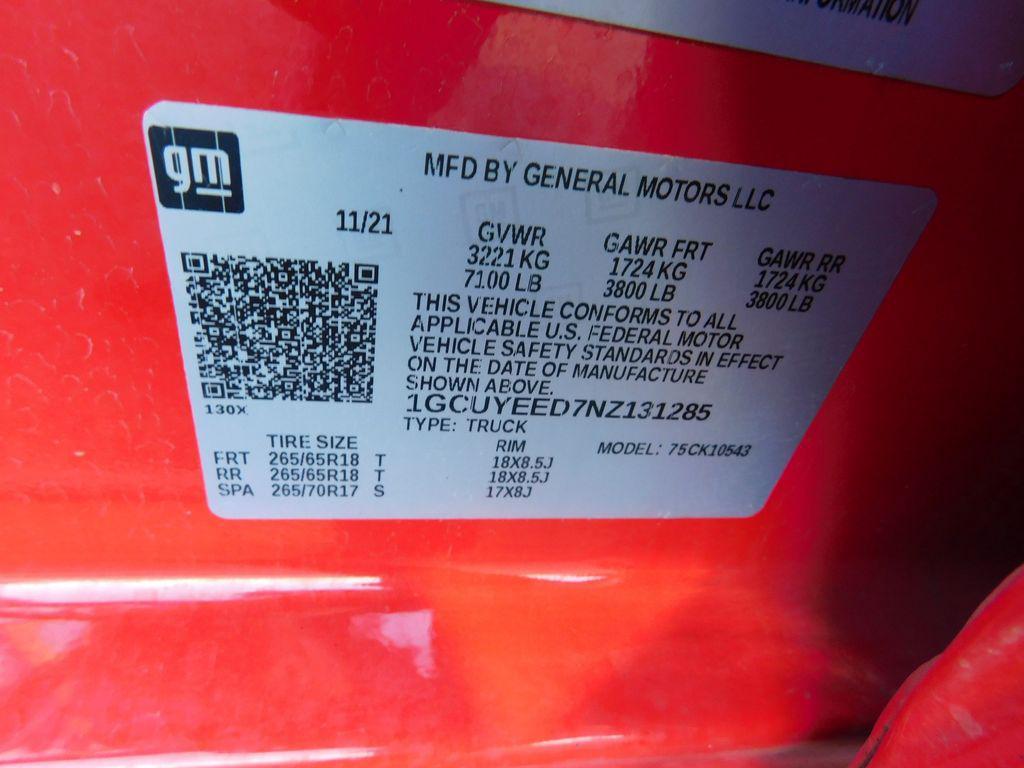 INFORMATION
gm
MFD BY GENERAL MOTORS LLC
11/21
GVWR GAWR FRT GAWR RR
3221 KG 1724 KG 1724 KG
7100 LB 3800 LB 3800 LB
THIS VEHICLE CONFORMS TO ALL
APPLICABLE U.S. FEDERAL MOTOR
VEHICLE SAFETY STANDARDS IN EFFECT
ON THE DATE OF MANUFACTURE
SHOWN ABOVE.
1GCUYEED7NZ131285
130X
TYPE: TRUCK
TIRE SIZE RIM MODEL: 75CK10543
FRT 265/65R18 T 18X8.5J
RR 265/65R18 T 18X8.5J
SPA 265/70R17 S 17X8J